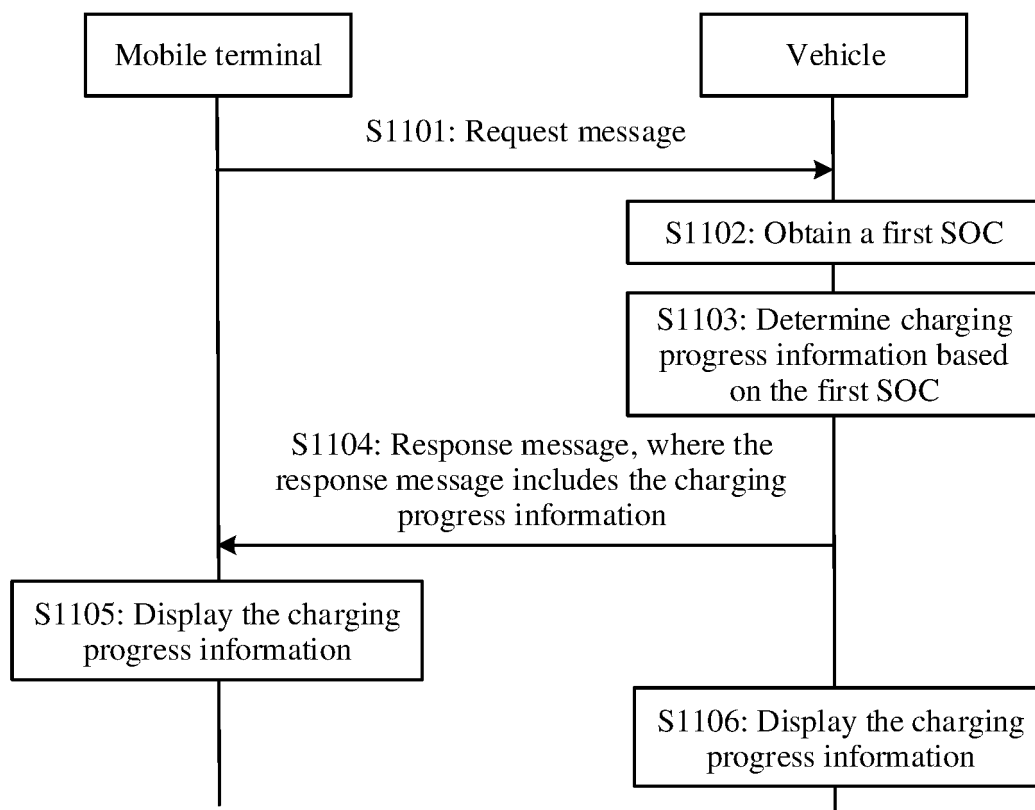 Mobile terminal
Vehicle
S1101: Request message
S1102: Obtain a first SOC
S1103: Determine charging
progress information based
on the first SOC
S1104: Response message, where the
response message includes the charging
progress information
S1105: Display the charging
progress information
S1106: Display the charging
progress information